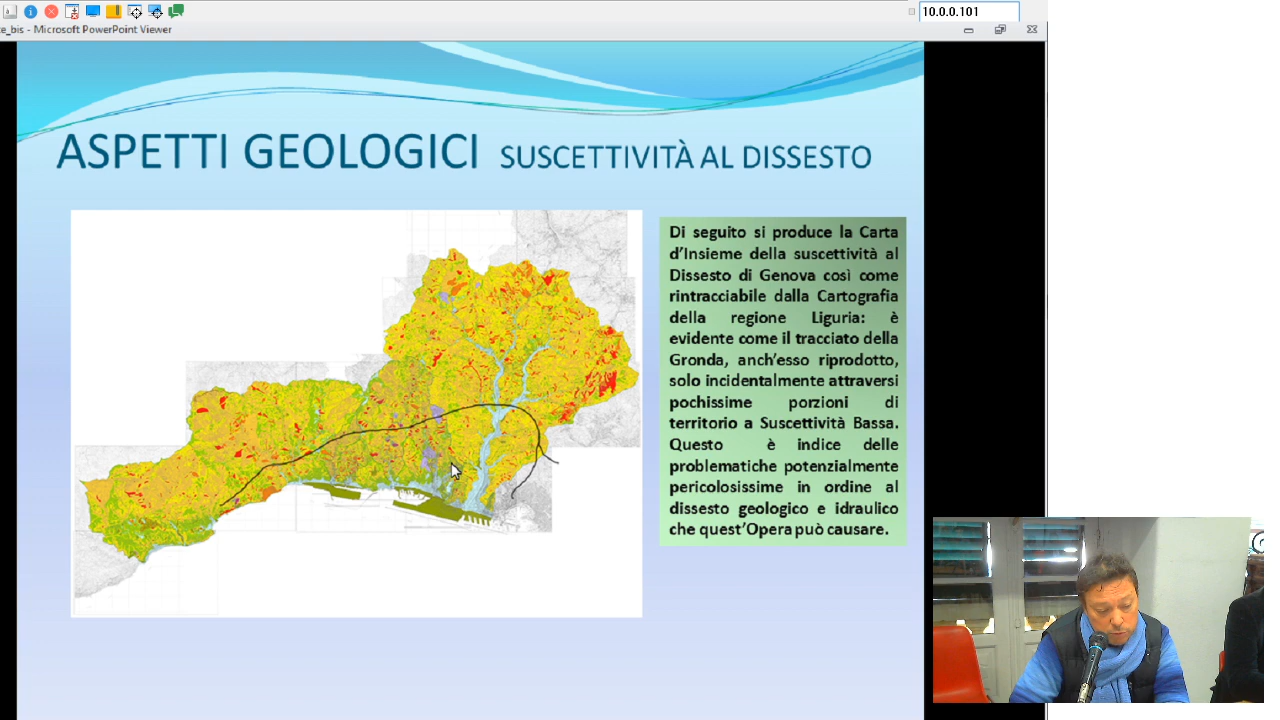 10.0.0.101
e_bis - Microsoft PowerPoint Viewer
ASPETTI GEOLOGICI SUSCETTIVITÀ AL DISSESTO
Di seguito si produce la Carta
d'Insieme della suscettività al
Dissesto di Genova così come
rintracciabile dalla Cartografia
della regione Liguria: è
evidente come il tracciato della
Gronda, anch'esso riprodotto,
solo incidentalmente attraversi
pochissime porzioni di
territorio a Suscettività Bassa.
Questo è indice delle
problematiche potenzialmente
pericolosissime in ordine al
dissesto geologico e idraulico
che quest'Opera può causare.